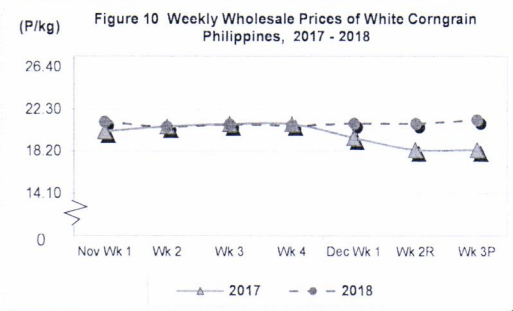 (P/kg)
Figure 10 Weekly Wholesale Prices of White Corngrain
Philippines, 2017 - 2018
26.40
22.30
18.20
14.10
0
Nov Wk 1 Wk 2 Wk 3 Wk 4 Dec Wk 1 Wk 2R Wk 3P
2017 2018